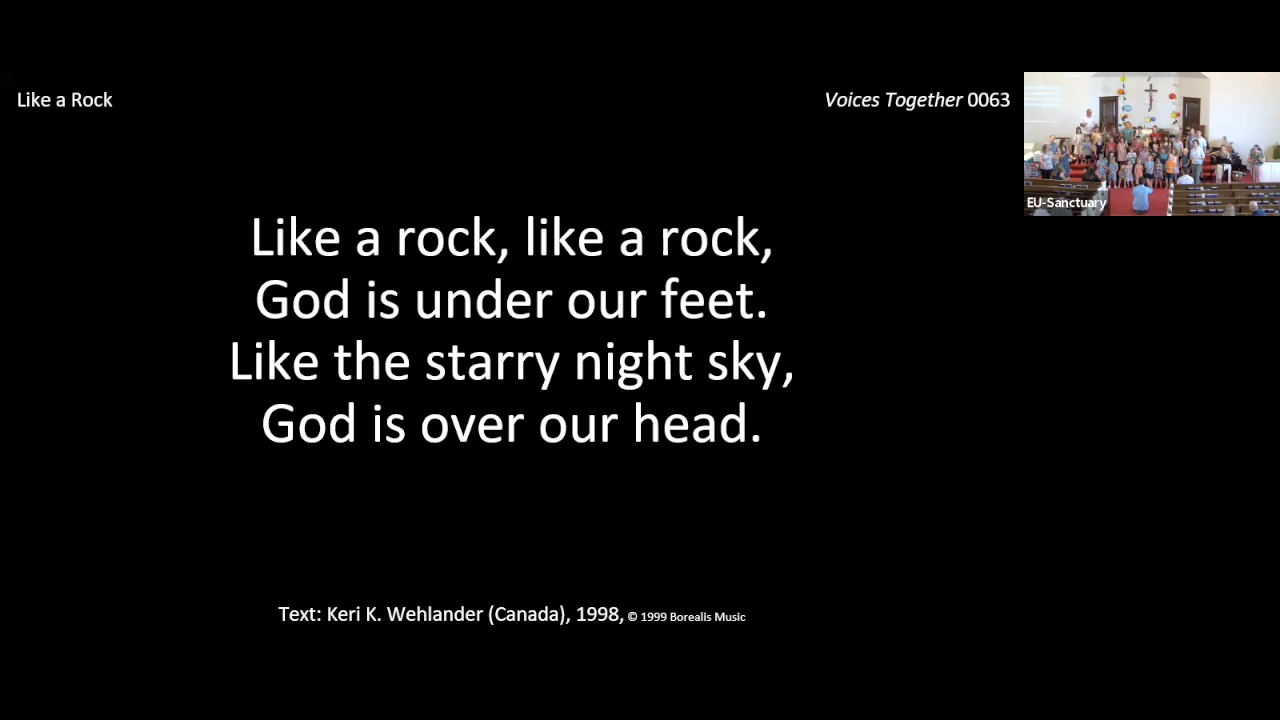 Like a Rock
Voices Together 0063
EU-Sanctuary
Like a rock, like a rock,
God is under our feet.
Like the starry night sky,
God is over our head.
Text: Keri K. Wehlander (Canada), 1998, © 1999 Borealis Music